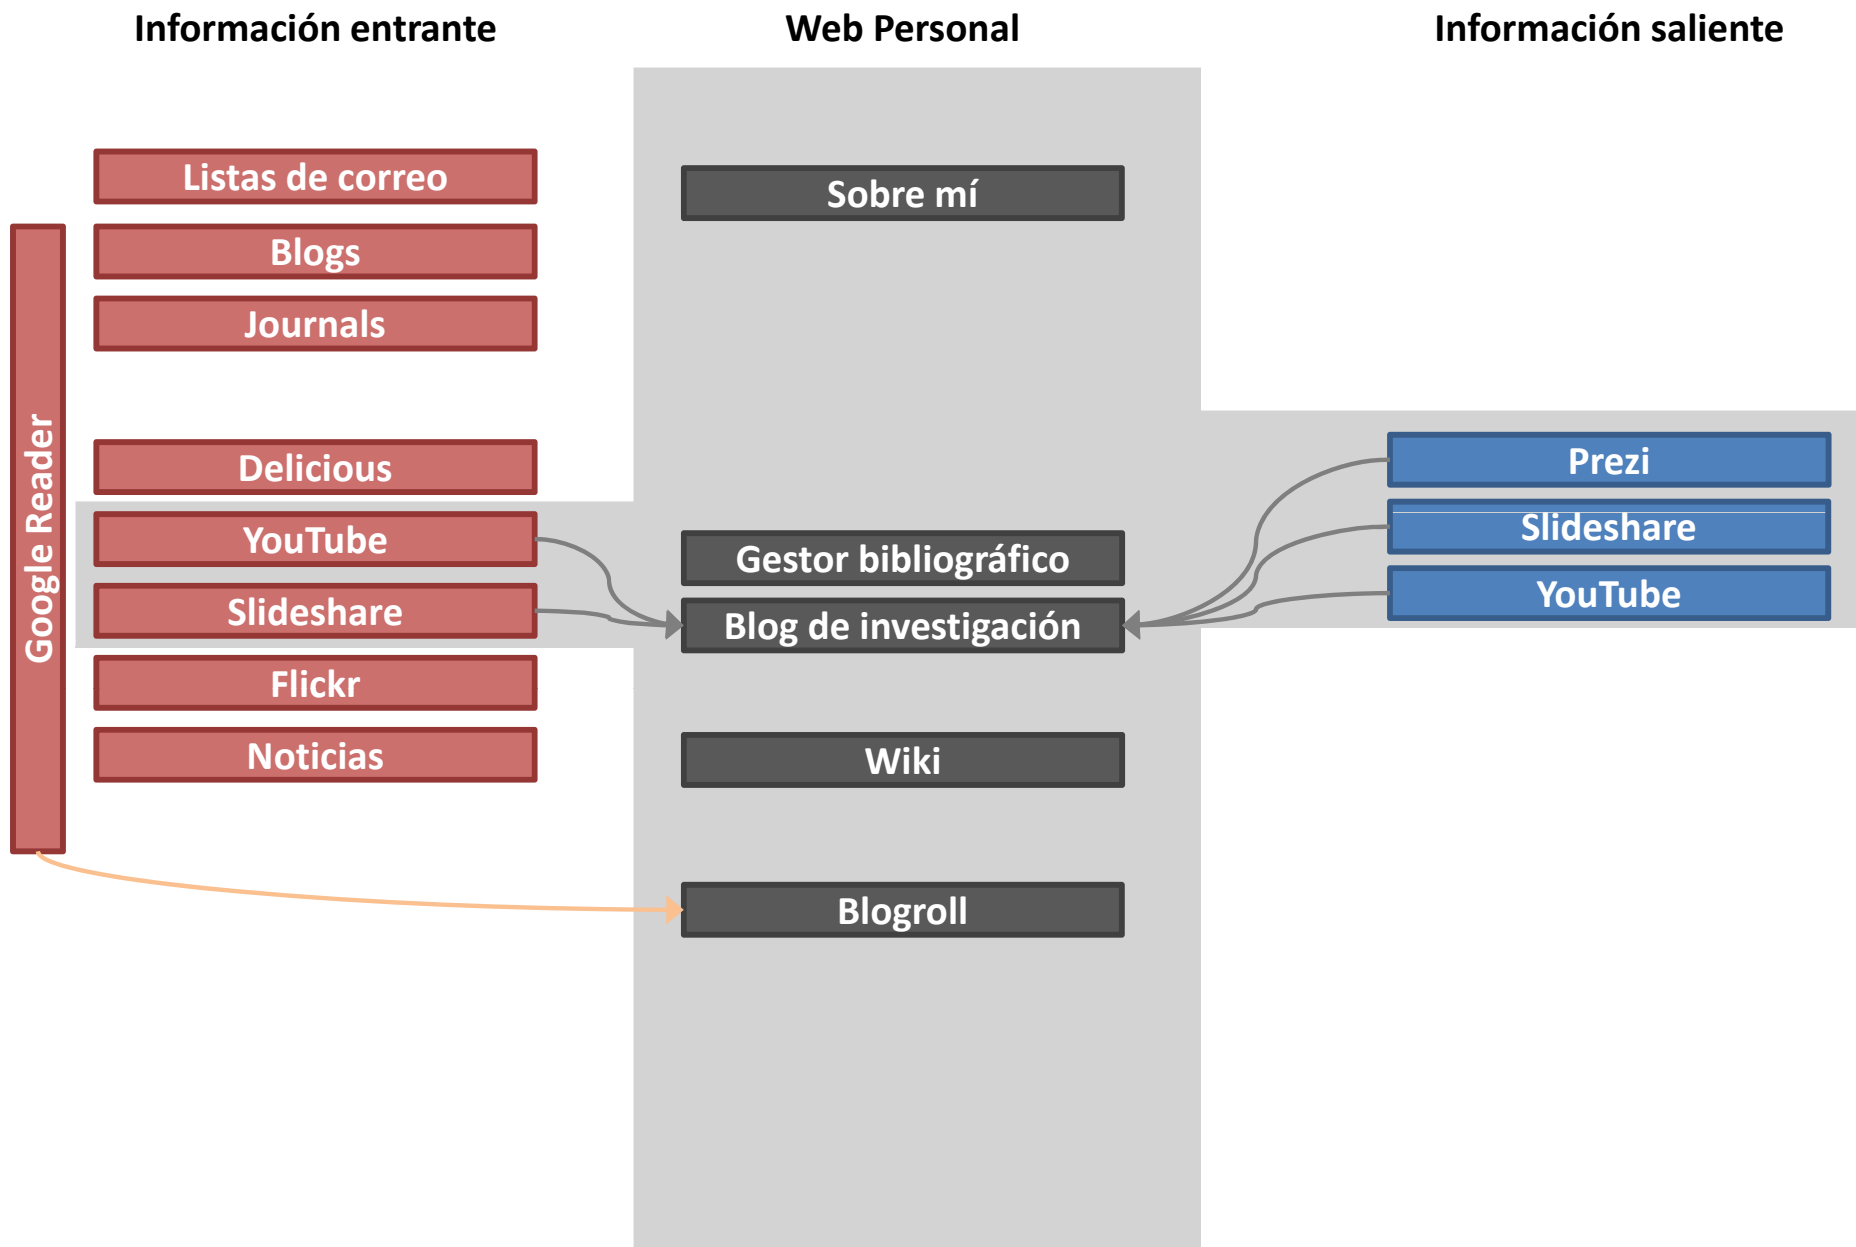 Información entrante
Web Personal
Información saliente
Google Reader
Listas de correo
Blogs
Journals
Delicious
YouTube
Slideshare
Flickr
Noticias
Sobre mí
Gestor bibliográfico
Blog de investigación
Wiki
Blogroll
Prezi
Slideshare
YouTube